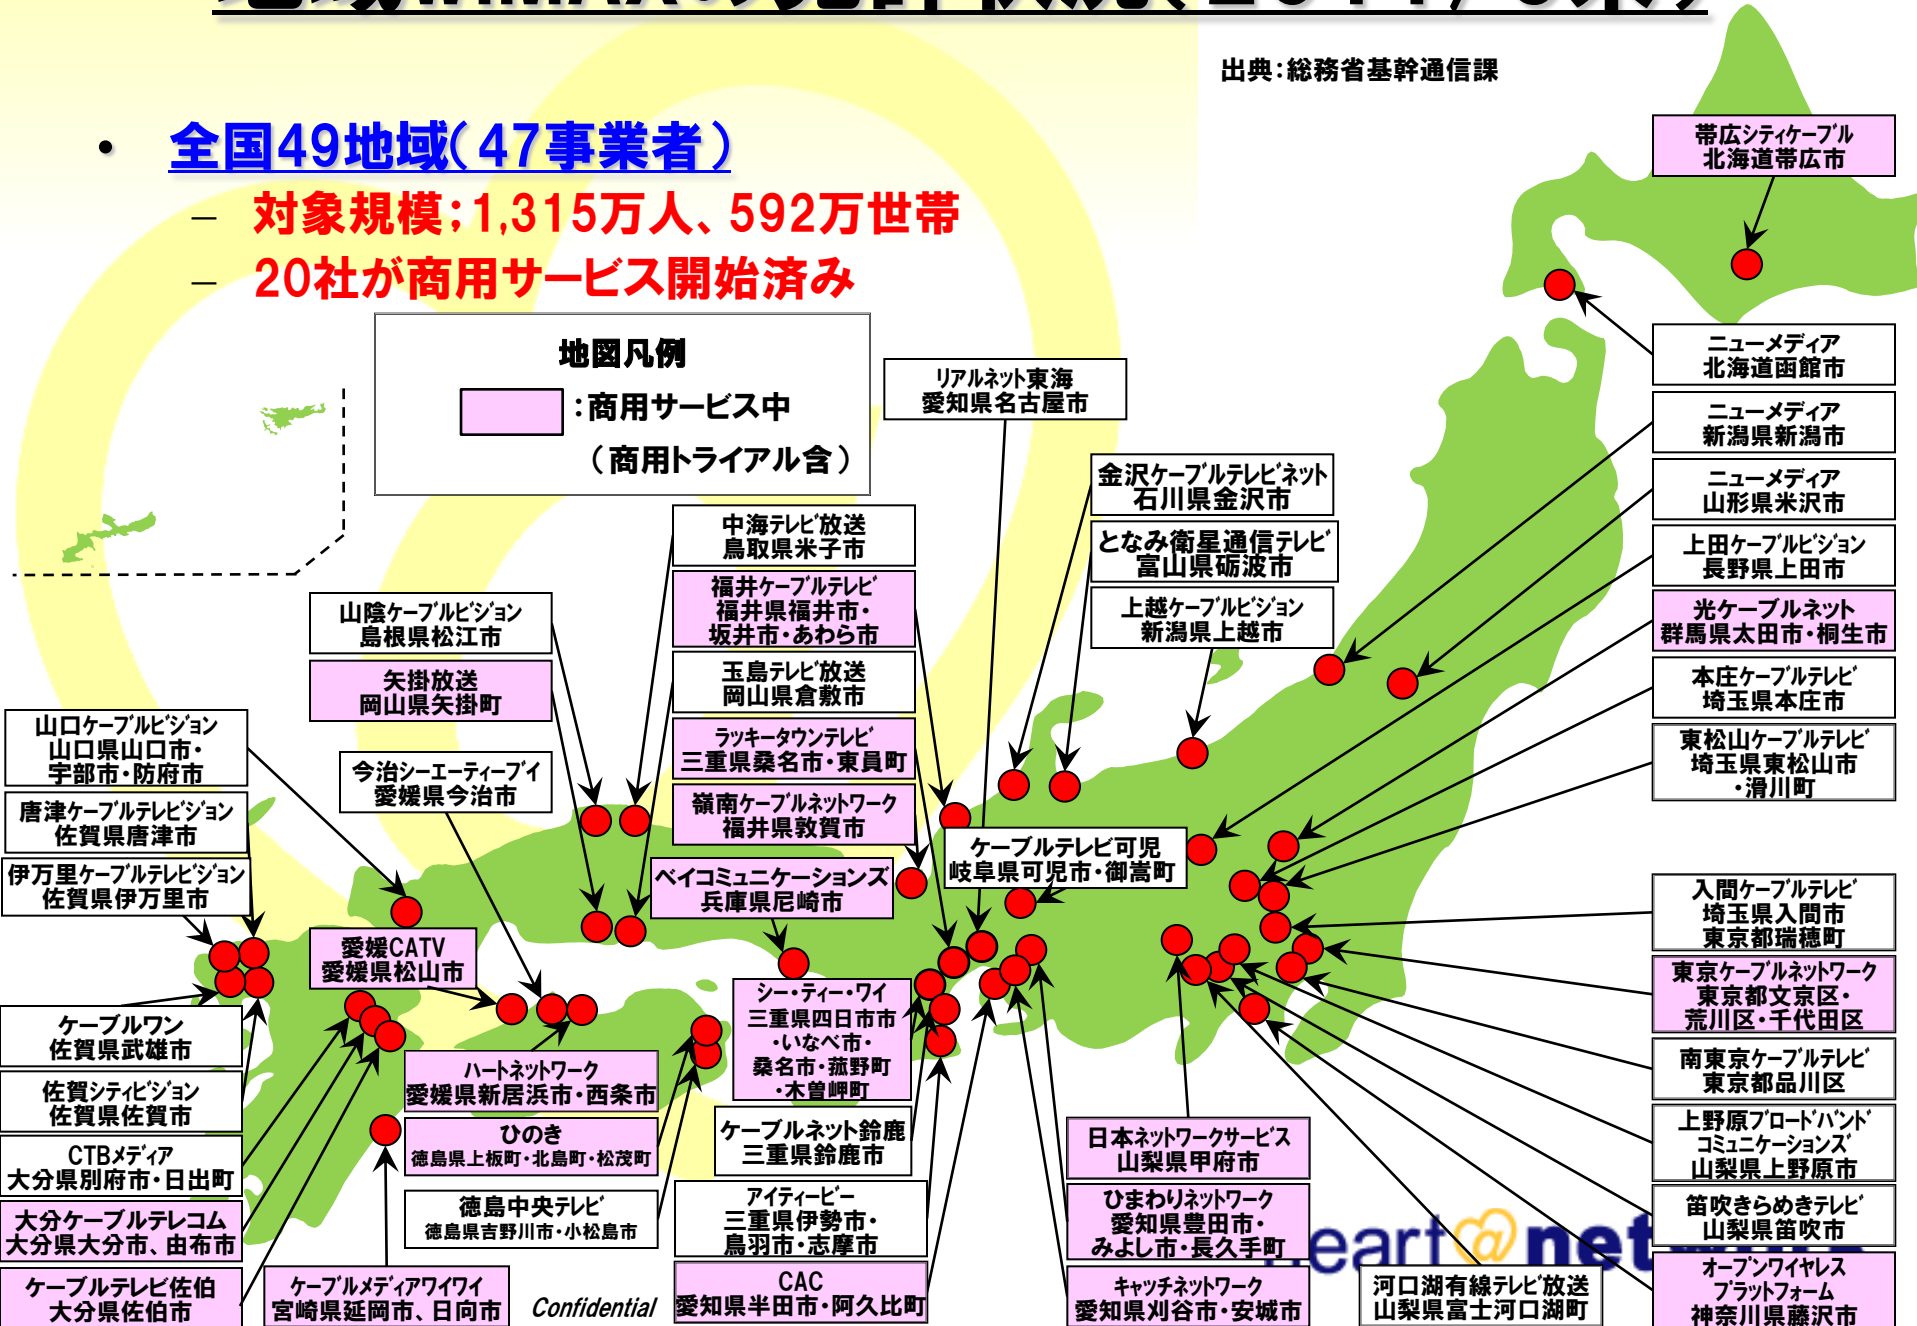 地域WiMAXの免許状況(2011/3末)
出典:総務省基幹通信課
• 全国49地域(47事業者)
– 対象規模;1,315万人、592万世帯
– 20社が商用サービス開始済み
地図凡例
:商用サービス中
(商用トライアル含)
リアルネット東海
愛知県名古屋市
帯広シティケーブル
北海道帯広市
ニューメディア
北海道函館市
ニューメディア
新潟県新潟市
ニューメディア
山形県米沢市
上田ケーブルビジョン
長野県上田市
光ケーブルネット
群馬県太田市・桐生市
本庄ケーブルテレビ
埼玉県本庄市
東松山ケーブルテレビ
埼玉県東松山市
・滑川町
入間ケーブルテレビ
埼玉県入間市
東京都瑞穂町
東京ケーブルネットワーク
東京都文京区・
荒川区・千代田区
南東京ケーブルテレビ
東京都品川区
上野原ブロードバンド
コミュニケーションズ
山梨県上野原市
笛吹きらめきテレビ
山梨県笛吹市
オープンワイヤレス
プラットフォーム
神奈川県藤沢市
金沢ケーブルテレビネット
石川県金沢市
となみ衛星通信テレビ
富山県砺波市
上越ケーブルビジョン
新潟県上越市
中海テレビ放送
鳥取県米子市
福井ケーブルテレビ
福井県福井市・
坂井市・あわら市
玉島テレビ放送
岡山県倉敷市
ラッキータウンテレビ
三重県桑名市・東員町
嶺南ケーブルネットワーク
福井県敦賀市
ベイコミュニケーションズ
兵庫県尼崎市
ケーブルテレビ可児
岐阜県可児市・御嵩町
山陰ケーブルビジョン
島根県松江市
矢掛放送
岡山県矢掛町
今治シーエーティーブイ
愛媛県今治市
山口ケーブルビジョン
山口県山口市・
宇部市・防府市
唐津ケーブルテレビジョン
佐賀県唐津市
伊万里ケーブルテレビジョン
佐賀県伊万里市
愛媛CATV
愛媛県松山市
ケーブルワン
佐賀県武雄市
佐賀シティビジョン
佐賀県佐賀市
CTBメディア
大分県別府市・日出町
大分ケーブルテレコム
大分県大分市、由布市
ケーブルテレビ佐伯
大分県佐伯市
ハートネットワーク
愛媛県新居浜市・西条市
ひのき
徳島県上板町・北島町・松茂町
徳島中央テレビ
徳島県吉野川市・小松島市
ケーブルメディアワイワイ
宮崎県延岡市、日向市
シー・ティー・ワイ
三重県四日市市
・いなべ市・
桑名市・菰野町
・木曽岬町
ケーブルネット鈴鹿
三重県鈴鹿市
アイティービー
三重県伊勢市・
鳥羽市・志摩市
CAC
愛知県半田市・阿久比町
日本ネットワークサービス
山梨県甲府市
ひまわりネットワーク
愛知県豊田市・
みよし市・長久手町
キャッチネットワーク
愛知県刈谷市・安城市
河口湖有線テレビ放送
山梨県富士河口湖町
Confidential